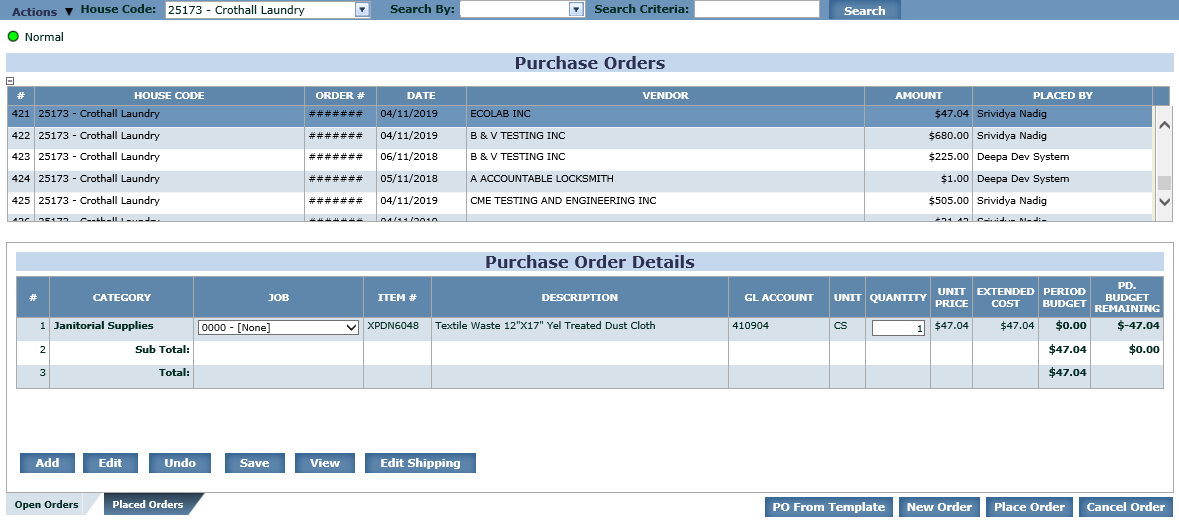 Actions ▼ House Code: 25173 - Crothall Laundry Search By: Search Criteria: Search
Normal
Purchase Orders
# HOUSE CODE ORDER # DATE VENDOR AMOUNT PLACED BY
421 25173 - Crothall Laundry ####### 04/11/2019 ECOLAB INC $47.04 Srividya Nadig
422 25173 - Crothall Laundry ####### 04/11/2019 B & V TESTING INC $680.00 Srividya Nadig
423 25173 - Crothall Laundry ####### 06/11/2018 B & V TESTING INC $225.00 Deepa Dev System
424 25173 - Crothall Laundry ####### 05/11/2018 A ACCOUNTABLE LOCKSMITH $1.00 Deepa Dev System
425 25173 - Crothall Laundry ####### 04/11/2019 CME TESTING AND ENGINEERING INC $505.00 Srividya Nadig
Purchase Order Details
# CATEGORY JOB ITEM # DESCRIPTION GL ACCOUNT UNIT QUANTITY UNIT PRICE EXTENDED COST PERIOD BUDGET PD. BUDGET REMAINING
1 Janitorial Supplies 0000 - [None] XPDN6048 Textile Waste 12"X17" Yel Treated Dust Cloth 410904 CS 1 $47.04 $47.04 $0.00 $-47.04
2 Sub Total: $47.04 $0.00
3 Total: $47.04
Add Edit Undo Save View Edit Shipping
Open Orders Placed Orders PO From Template New Order Place Order Cancel Order